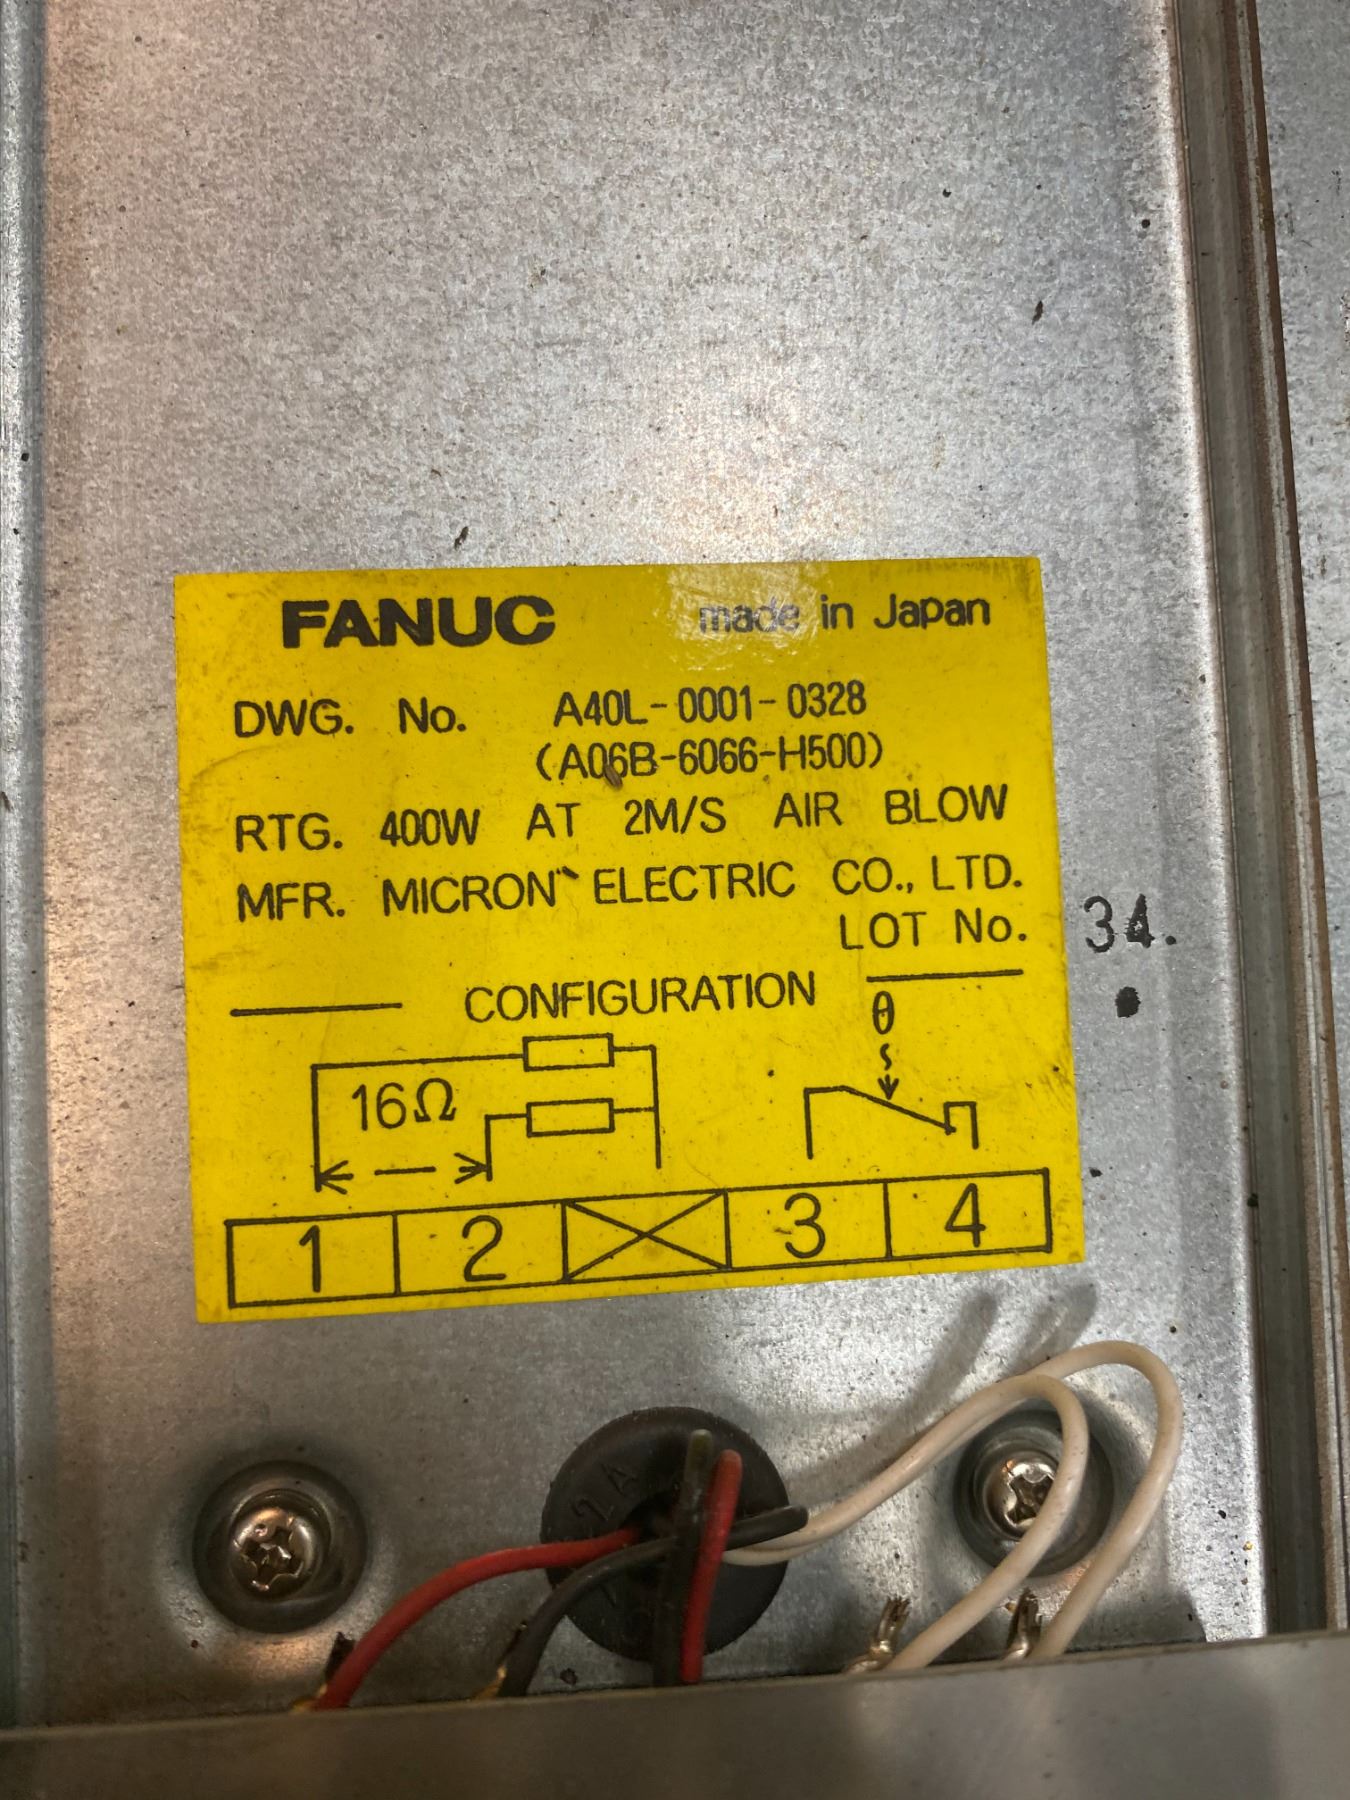 FANUC made in Japan
DWG. No. A40L-0001-0328
(A06B-6066-H500)
RTG. 400W AT 2M/S AIR BLOW
MFR. MICRON ELECTRIC CO., LTD.
LOT No. 34.
CONFIGURATION
θ
16Ω
1 2 3 4